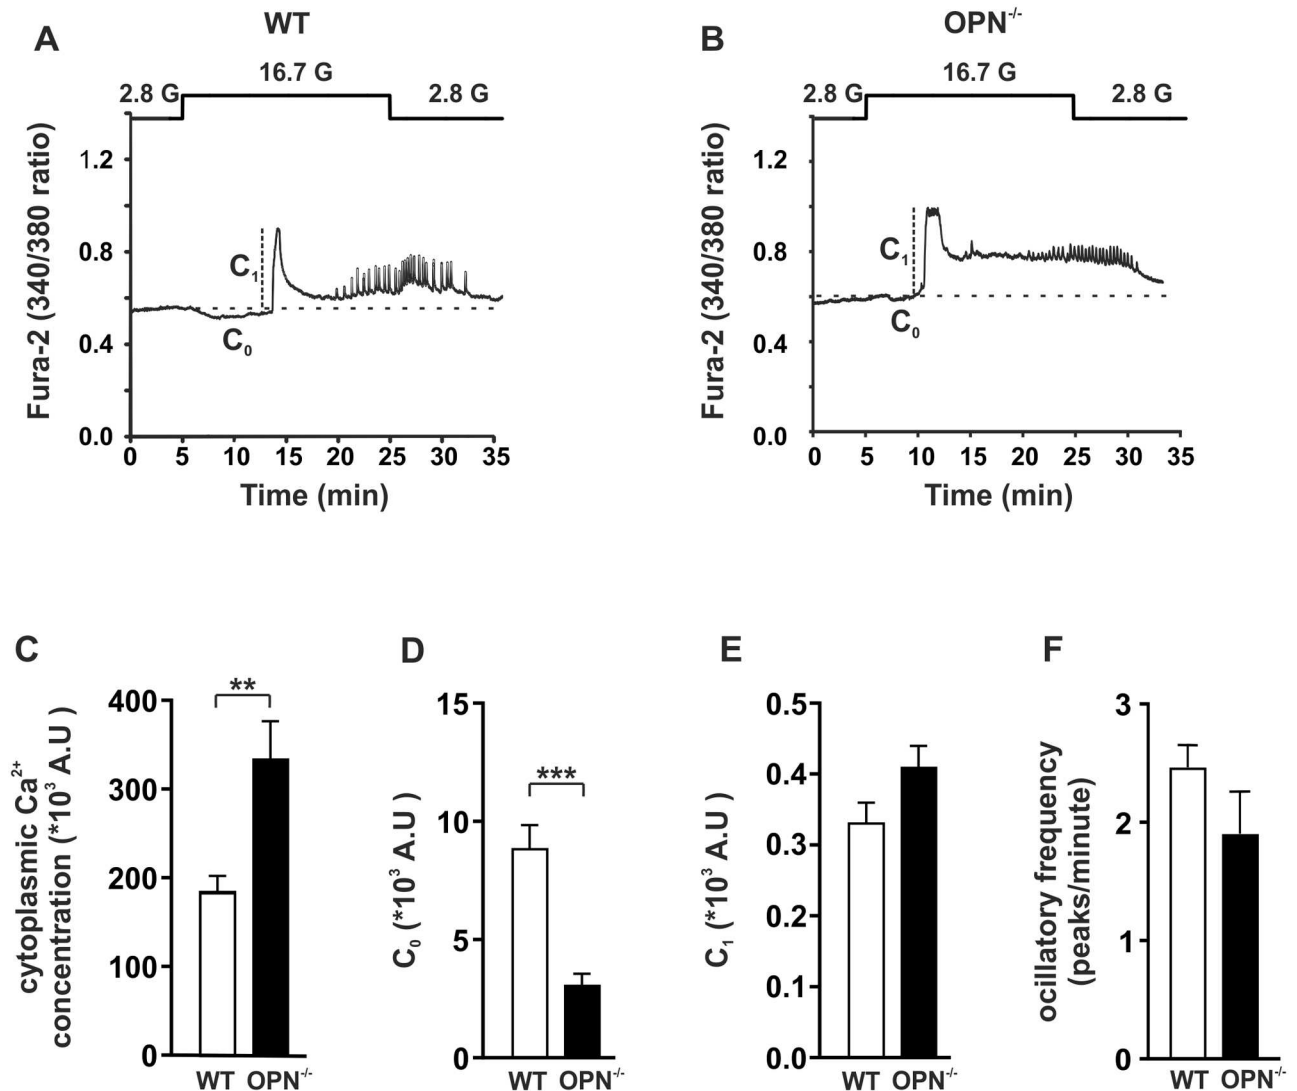 A
WT
16.7 G
2.8 G
2.8 G
Fura-2 (340/380 ratio)
1.2
0.8
0.4
0.0
C₁
C₀
0 5 10 15 20 25 30 35
Time (min)
B
OPN⁻/⁻
16.7 G
2.8 G
2.8 G
Fura-2 (340/380 ratio)
1.2
0.8
0.4
0.0
C₁
C₀
0 5 10 15 20 25 30 35
Time (min)
C
cytoplasmic Ca²⁺
concentration (*10³ A.U )
400
300
200
100
0
**
WT OPN⁻/⁻
D
C₀ (*10³ A.U )
15
10
5
0
***
WT OPN⁻/⁻
E
C₁ (*10³ A.U )
0.5
0.4
0.3
0.2
0.1
0.0
WT OPN⁻/⁻
F
ocillatory frequency
(peaks/minute)
3
2
1
0
WT OPN⁻/⁻